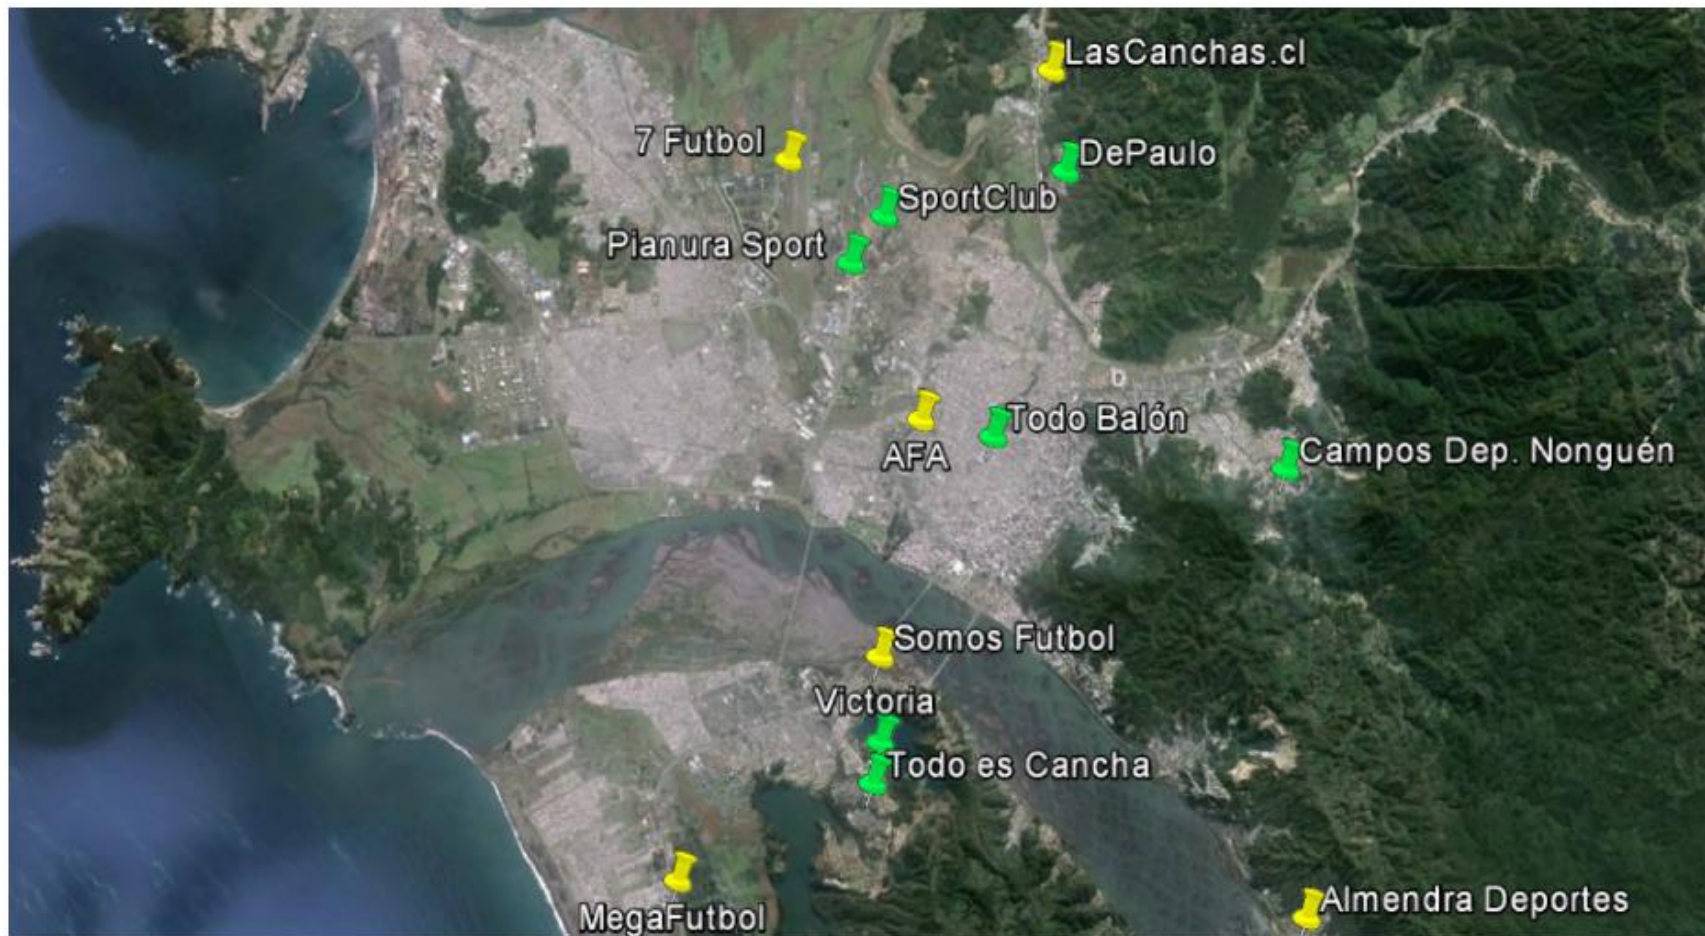 LasCanchas.cl
7 Futbol
DePaulo
SportClub
Pianura Sport
Todo Balón
AFA
Campos Dep. Nonguén
Somos Futbol
Victoria
Todo es Cancha
MegaFutbol
Almendra Deportes